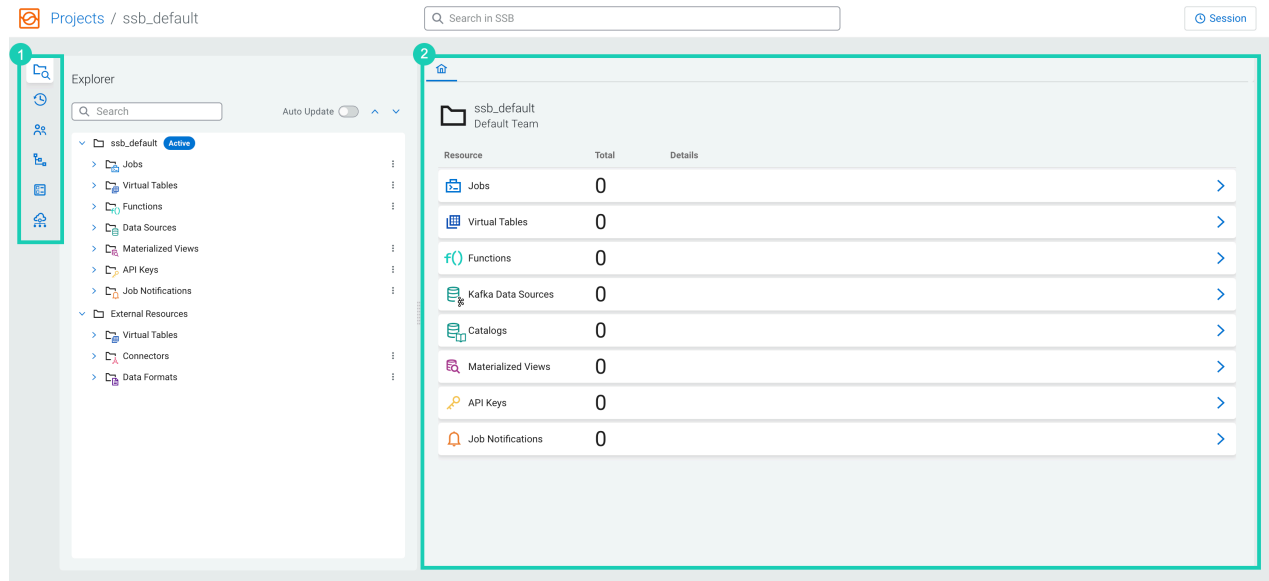 Projects / ssb_default
Search in SSB
Session
1
2
Explorer
Search
Auto Update
ssb_default Active
Jobs
Virtual Tables
Functions
Data Sources
Materialized Views
API Keys
Job Notifications
External Resources
Virtual Tables
Connectors
Data Formats
ssb_default
Default Team
Resource Total Details
Jobs 0
Virtual Tables 0
f() Functions 0
Kafka Data Sources 0
Catalogs 0
Materialized Views 0
API Keys 0
Job Notifications 0